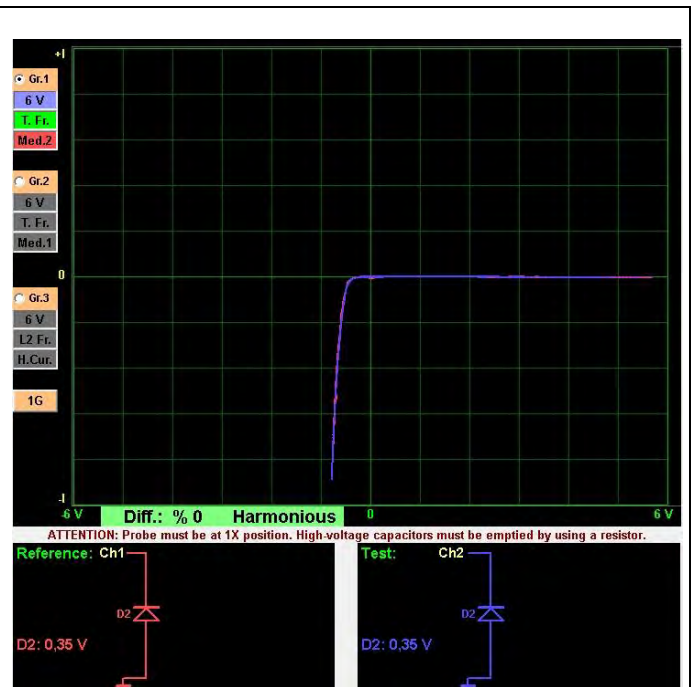 +I
Gr.1
6 V
T. Fr.
Med.2
Gr.2
6 V
T. Fr.
Med.1
0
Gr.3
6 V
L2 Fr.
H.Cur.
1G
-I
-6 V
Diff.: % 0 Harmonious
0
6 V
ATTENTION: Probe must be at 1X position. High-voltage capacitors must be emptied by using a resistor.
Reference: Ch1
D2
D2: 0,35 V
Test: Ch2
D2
D2: 0,35 V